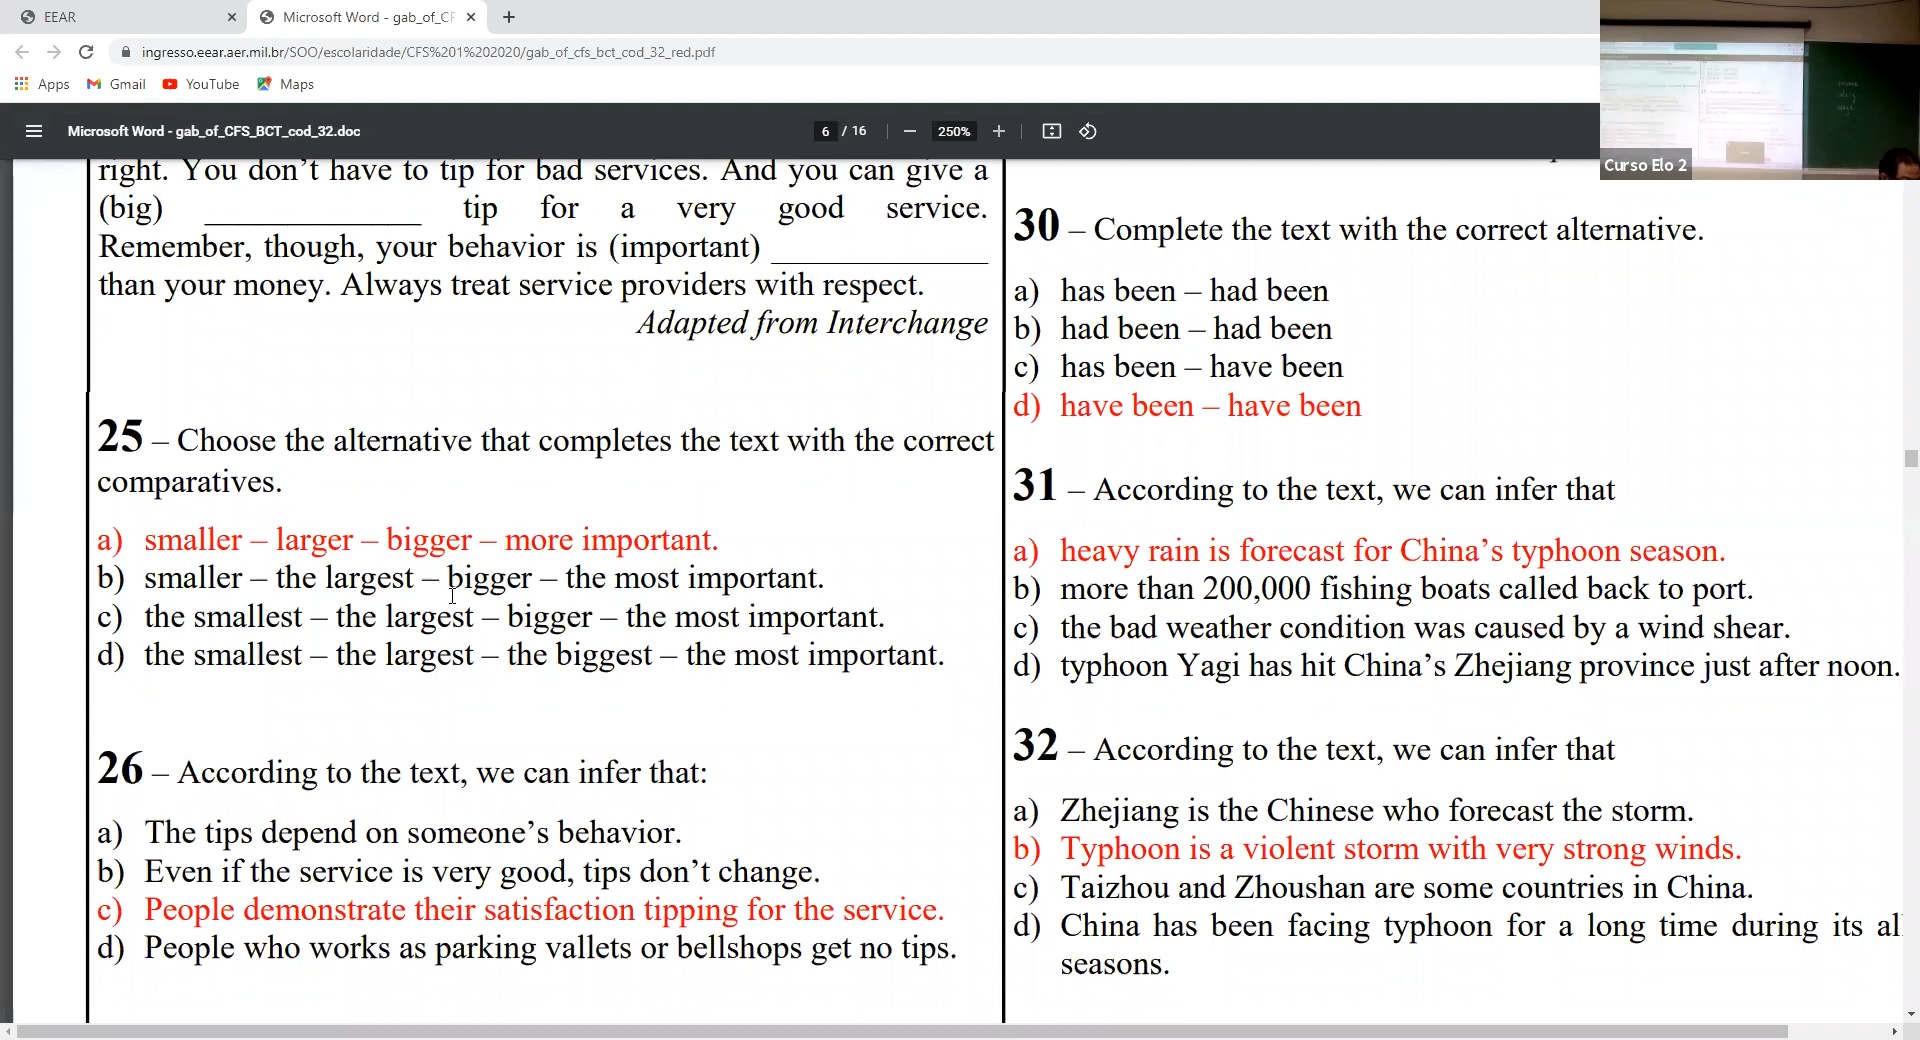 EEAR
Microsoft Word - gab_of_CF
ingresso.eear.aer.mil.br/SOO/escolaridade/CFS%201%202020/gab_of_cfs_bct_cod_32_red.pdf
Apps Gmail YouTube Maps
Microsoft Word - gab_of_CFS_BCT_cod_32.doc
6 / 16
250%
Curso Elo 2
right. You don’t have to tip for bad services. And you can give a
(big) ______________ tip for a very good service.
Remember, though, your behavior is (important) ______________
than your money. Always treat service providers with respect.
Adapted from Interchange
25 – Choose the alternative that completes the text with the correct
comparatives.
a) smaller – larger – bigger – more important.
b) smaller – the largest – bigger – the most important.
c) the smallest – the largest – bigger – the most important.
d) the smallest – the largest – the biggest – the most important.
26 – According to the text, we can infer that:
a) The tips depend on someone’s behavior.
b) Even if the service is very good, tips don’t change.
c) People demonstrate their satisfaction tipping for the service.
d) People who works as parking vallets or bellshops get no tips.
30 – Complete the text with the correct alternative.
a) has been – had been
b) had been – had been
c) has been – have been
d) have been – have been
31 – According to the text, we can infer that
a) heavy rain is forecast for China’s typhoon season.
b) more than 200,000 fishing boats called back to port.
c) the bad weather condition was caused by a wind shear.
d) typhoon Yagi has hit China’s Zhejiang province just after noon.
32 – According to the text, we can infer that
a) Zhejiang is the Chinese who forecast the storm.
b) Typhoon is a violent storm with very strong winds.
c) Taizhou and Zhoushan are some countries in China.
d) China has been facing typhoon for a long time during its al
seasons.